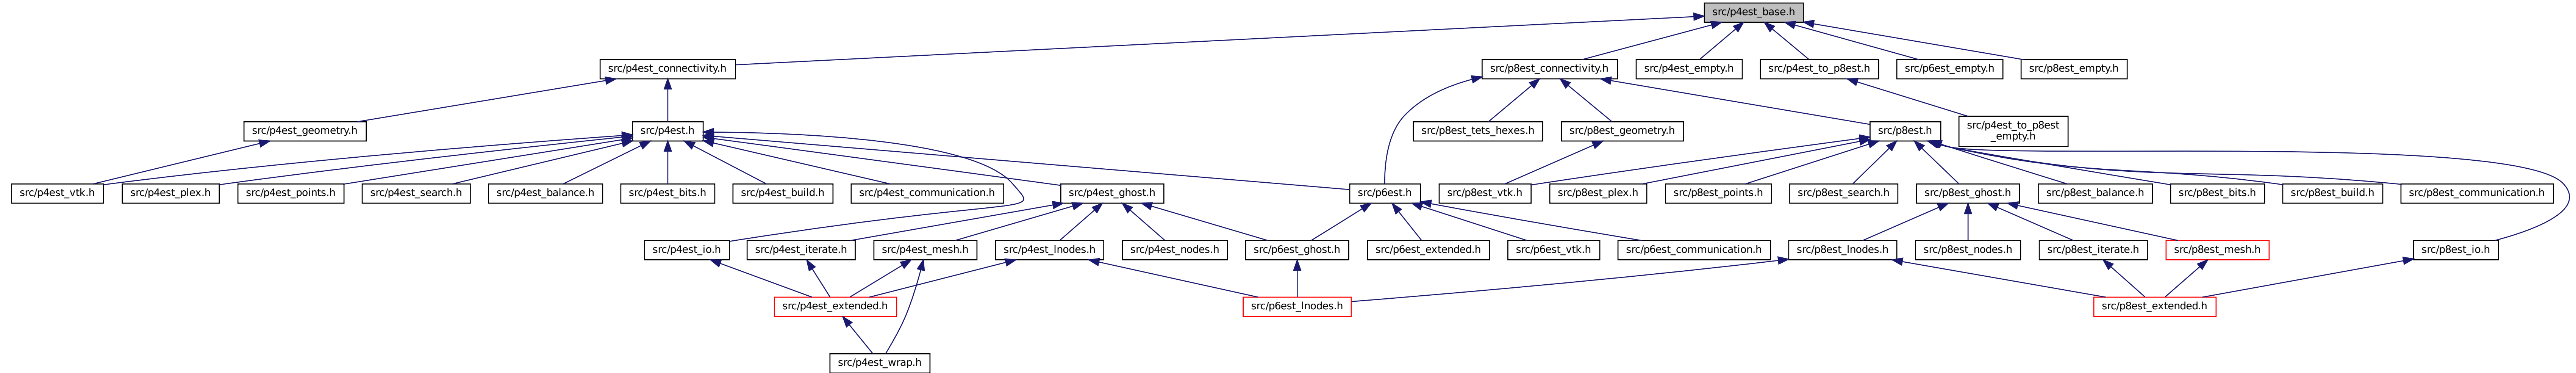 src/p4est_base.h
src/p4est_connectivity.h
src/p8est_connectivity.h
src/p4est_empty.h
src/p4est_to_p8est.h
src/p6est_empty.h
src/p8est_empty.h
src/p4est_geometry.h
src/p4est.h
src/p8est_tets_hexes.h
src/p8est_geometry.h
src/p8est.h
src/p4est_to_p8est
_empty.h
src/p4est_vtk.h
src/p4est_plex.h
src/p4est_points.h
src/p4est_search.h
src/p4est_balance.h
src/p4est_bits.h
src/p4est_build.h
src/p4est_communication.h
src/p4est_ghost.h
src/p6est.h
src/p8est_vtk.h
src/p8est_plex.h
src/p8est_points.h
src/p8est_search.h
src/p8est_ghost.h
src/p8est_balance.h
src/p8est_bits.h
src/p8est_build.h
src/p8est_communication.h
src/p4est_io.h
src/p4est_iterate.h
src/p4est_mesh.h
src/p4est_lnodes.h
src/p4est_nodes.h
src/p6est_ghost.h
src/p6est_extended.h
src/p6est_vtk.h
src/p6est_communication.h
src/p8est_lnodes.h
src/p8est_nodes.h
src/p8est_iterate.h
src/p8est_mesh.h
src/p8est_io.h
src/p4est_extended.h
src/p6est_lnodes.h
src/p8est_extended.h
src/p4est_wrap.h